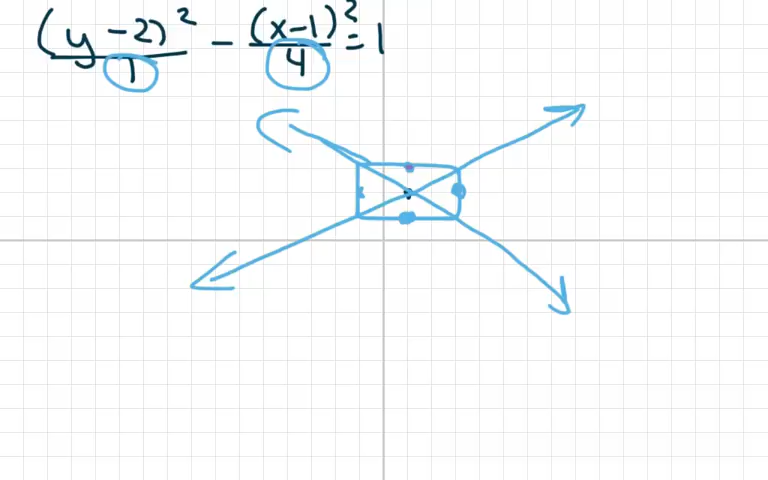 (y-2)²/1 - (x-1)²/4 = 1